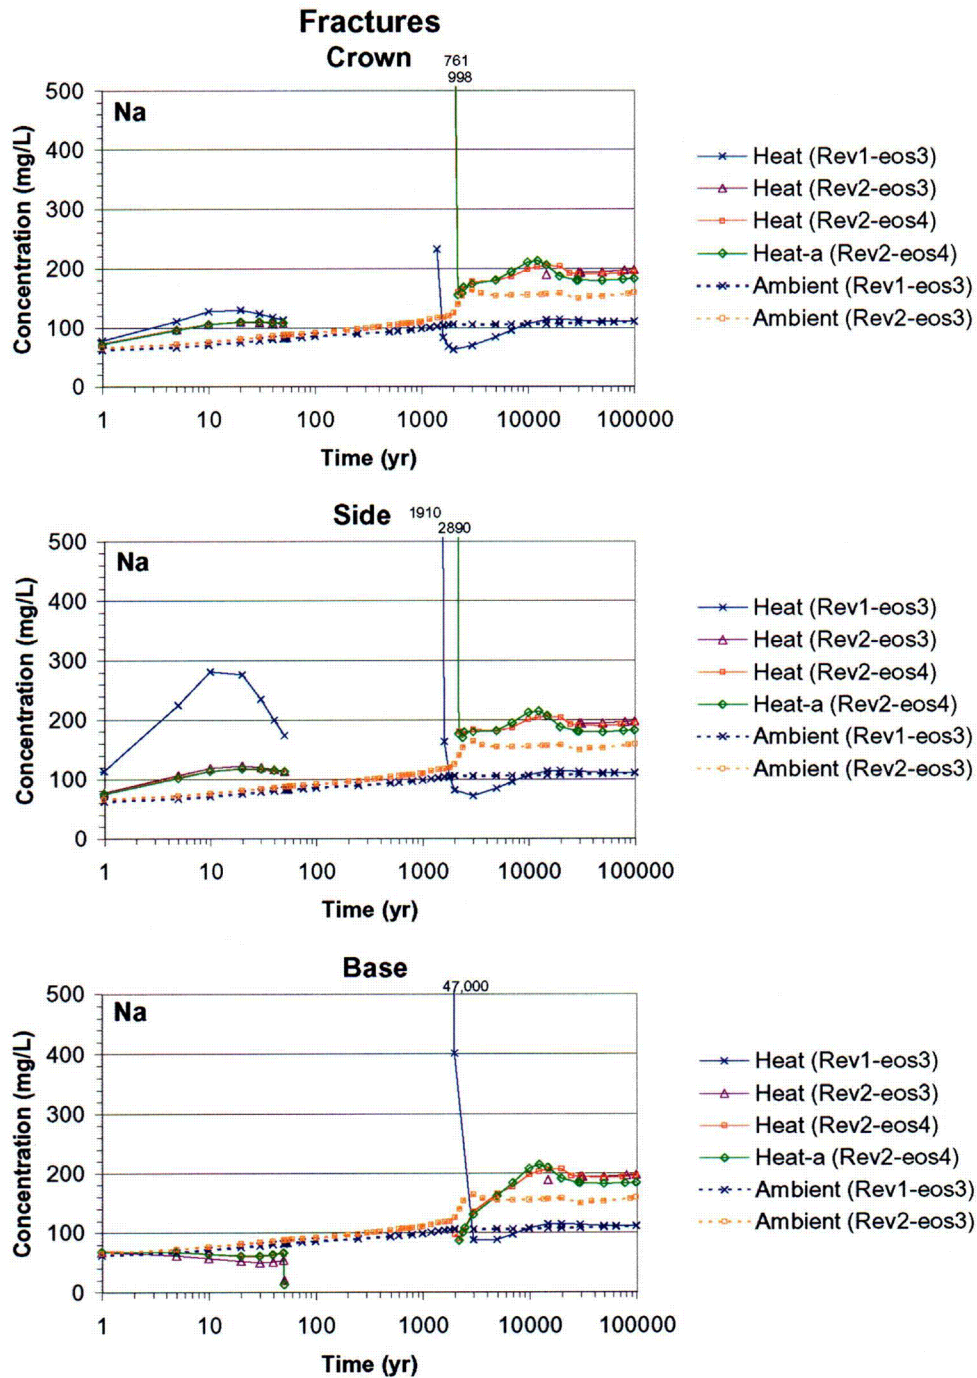 Fractures
Crown
761
998
Na
Concentration (mg/L)
500
400
300
200
100
0
1 10 100 1000 10000 100000
Time (yr)
Heat (Rev1-eos3)
Heat (Rev2-eos3)
Heat (Rev2-eos4)
Heat-a (Rev2-eos4)
Ambient (Rev1-eos3)
Ambient (Rev2-eos3)
Side
1910
2890
Na
Concentration (mg/L)
500
400
300
200
100
0
1 10 100 1000 10000 100000
Time (yr)
Heat (Rev1-eos3)
Heat (Rev2-eos3)
Heat (Rev2-eos4)
Heat-a (Rev2-eos4)
Ambient (Rev1-eos3)
Ambient (Rev2-eos3)
Base
47,000
Na
Concentration (mg/L)
500
400
300
200
100
0
1 10 100 1000 10000 100000
Time (yr)
Heat (Rev1-eos3)
Heat (Rev2-eos3)
Heat (Rev2-eos4)
Heat-a (Rev2-eos4)
Ambient (Rev1-eos3)
Ambient (Rev2-eos3)